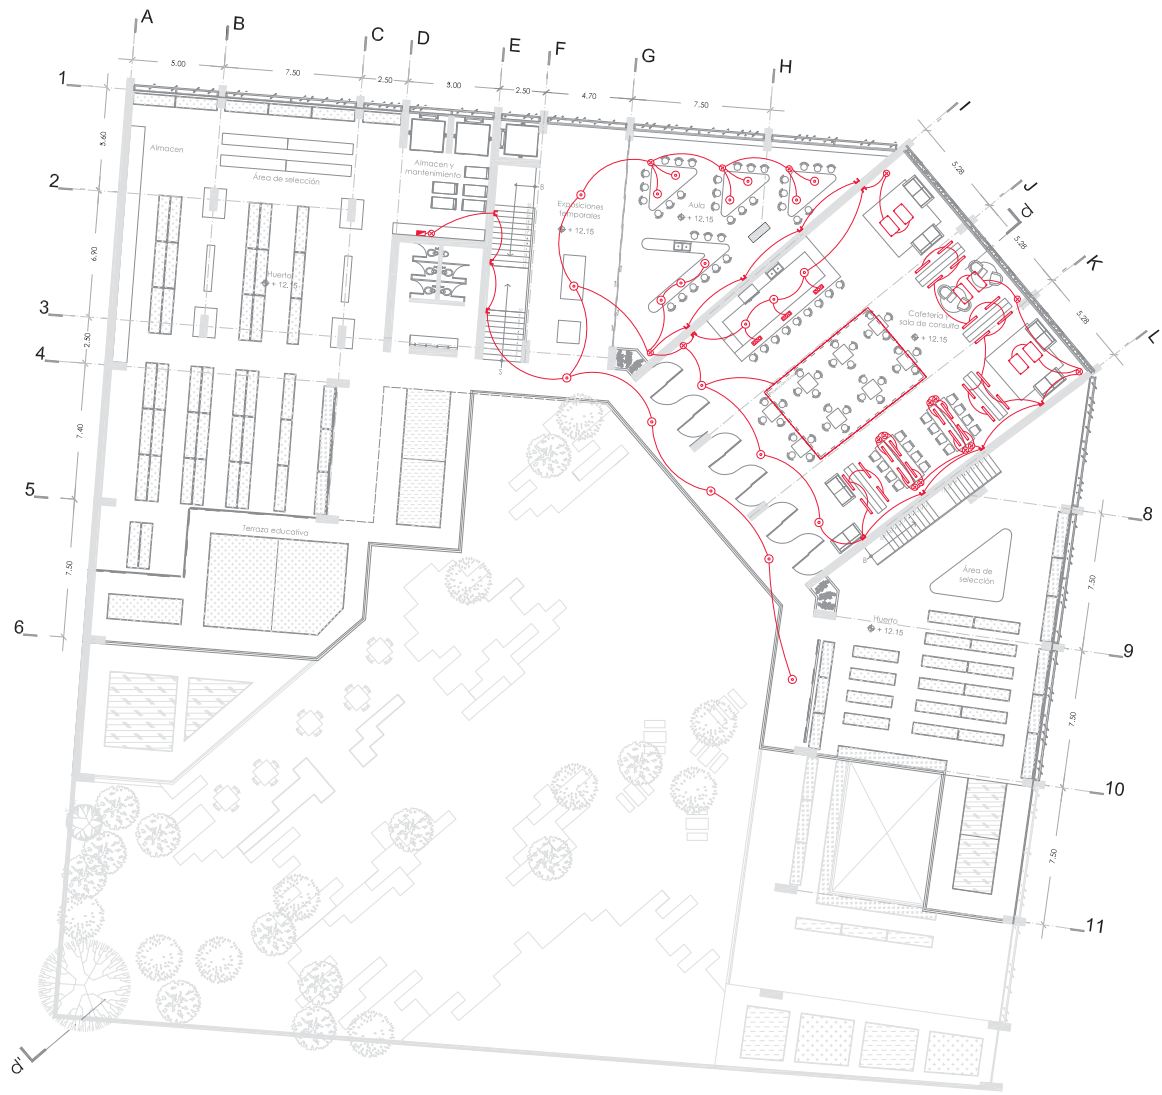 A
B
C
D
E
F
G
H
I
J
K
L
d'
1
2
3
4
5
6
5.00
7.50
2.50
5.00
2.50
4.70
7.50
5.28
5.28
5.28
5.60
6.90
2.50
7.40
7.50
Almacen
Área de selección
Almacen y
mantenimiento
Exposiciones
temporales
+ 12.15
Aula
+ 12.15
Huerta
+ 12.15
Cafetería y
sala de consulta
+ 12.15
B
S
B
Terraza educativa
Área de
selección
Huerto
+ 12.15
8
9
10
11
7.50
7.50
7.50
d'